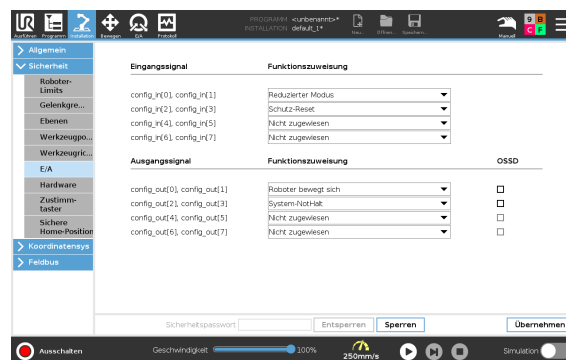 PROGRAMM <unbenannt>*
INSTALLATION default_1*
Ausführen Programm Installation Bewegen E/A Protokoll Neu... Öffnen... Speichern... Manuell
9 B
C F
Allgemein
Sicherheit
Roboter-
Limits
Gelenkgre...
Ebenen
Werkzeugpo...
Werkzeugric...
E/A
Hardware
Zustimm-
taster
Sichere
Home-Position
Koordinatensys
Feldbus
Eingangssignal Funktionszuweisung
config_in[0], config_in[1] Reduzierter Modus
config_in[2], config_in[3] Schutz-Reset
config_in[4], config_in[5] Nicht zugewiesen
config_in[6], config_in[7] Nicht zugewiesen
Ausgangssignal Funktionszuweisung OSSD
config_out[0], config_out[1] Roboter bewegt sich
config_out[2], config_out[3] System-NotHalt
config_out[4], config_out[5] Nicht zugewiesen
config_out[6], config_out[7] Nicht zugewiesen
Sicherheitspasswort Entsperren Sperren Übernehmen
Ausschalten Geschwindigkeit 100% 250mm/s Simulation